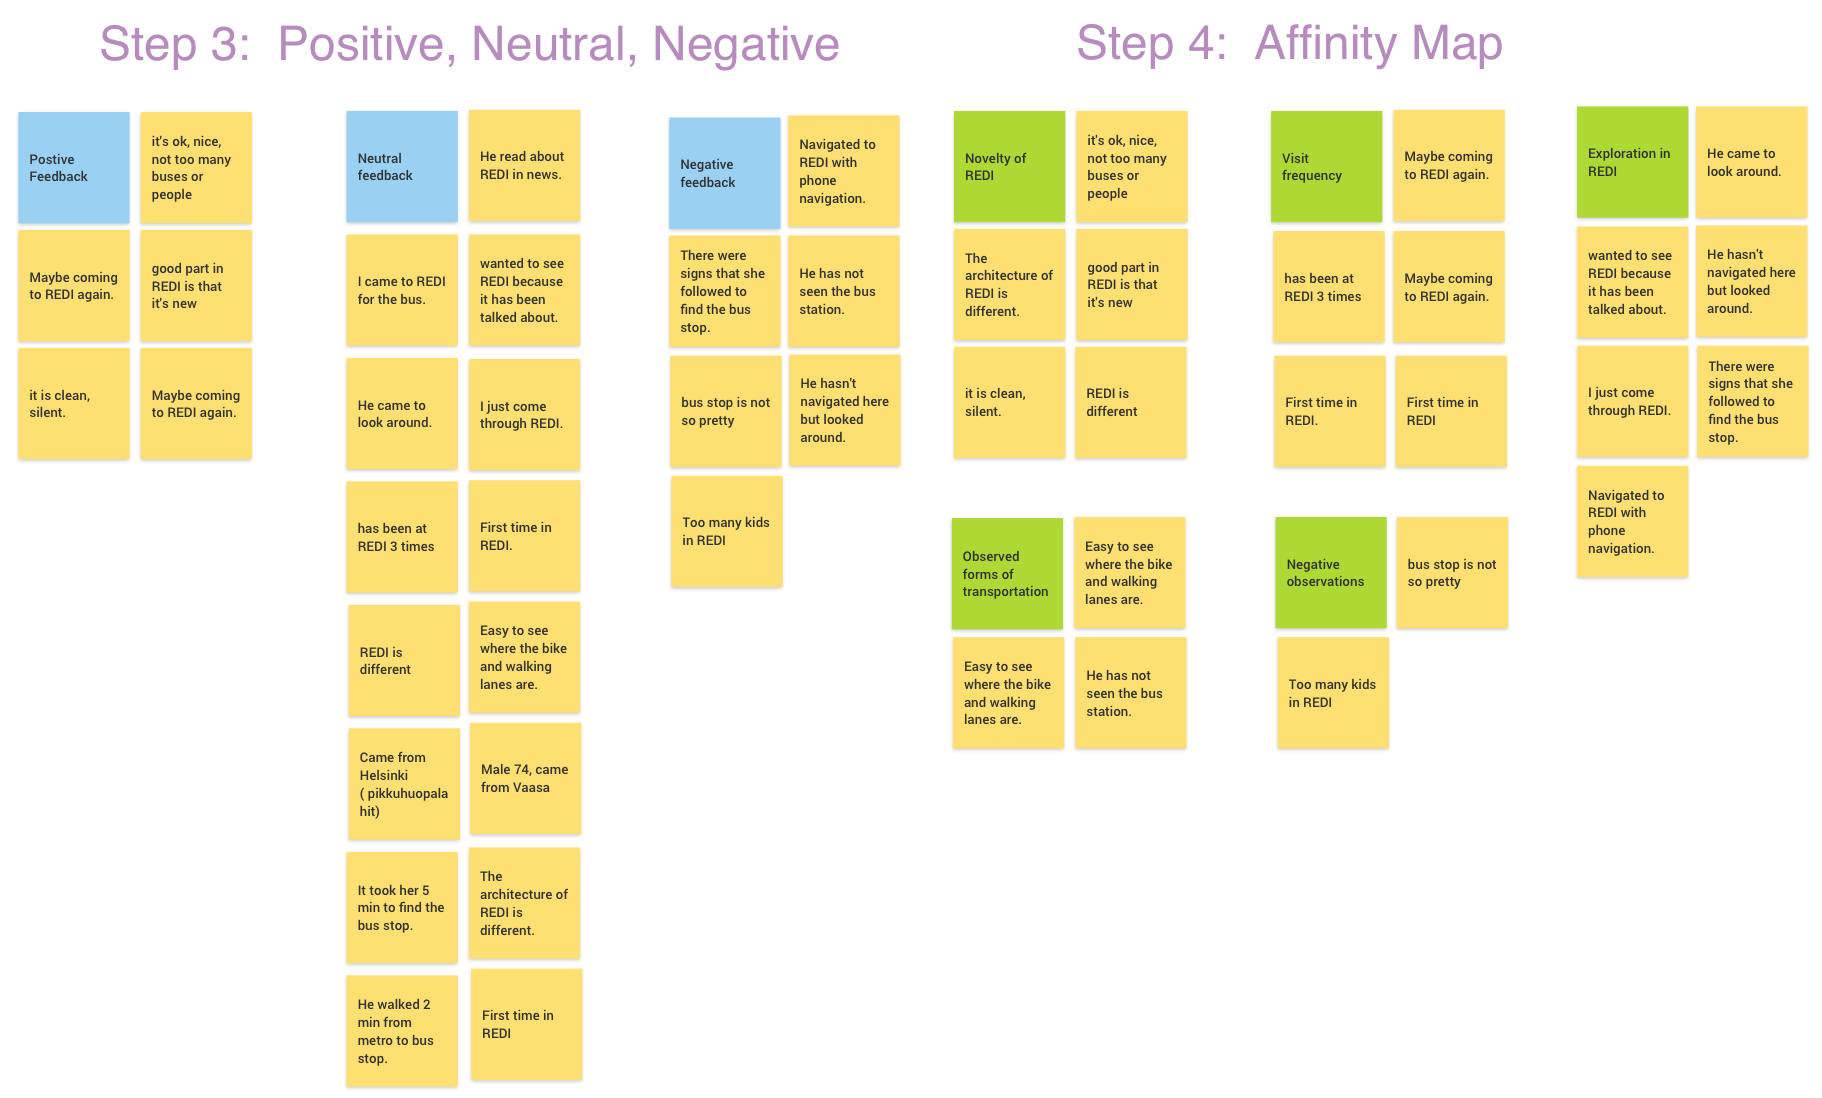 Step 3:  Positive, Neutral, Negative
Postive
Feedback
it's ok, nice,
not too many
buses or
people
Maybe coming
to REDI again.
good part in
REDI is that
it's new
it is clean,
silent.
Maybe coming
to REDI again.
Neutral
feedback
He read about
REDI in news.
I came to REDI
for the bus.
wanted to see
REDI because
it has been
talked about.
He came to
look around.
I just come
through REDI.
has been at
REDI 3 times
First time in
REDI.
REDI is
different
Easy to see
where the bike
and walking
lanes are.
Came from
Helsinki
( pikkuhuopala
hit)
Male 74, came
from Vaasa
It took her 5
min to find the
bus stop.
The
architecture of
REDI is
different.
He walked 2
min from
metro to bus
stop.
First time in
REDI
Negative
feedback
Navigated to
REDI with
phone
navigation.
There were
signs that she
followed to
find the bus
stop.
He has not
seen the bus
station.
bus stop is not
so pretty
He hasn't
navigated here
but looked
around.
Too many kids
in REDI
Step 4:  Affinity Map
Novelty of
REDI
it's ok, nice,
not too many
buses or
people
The
architecture of
REDI is
different.
good part in
REDI is that
it's new
it is clean,
silent.
REDI is
different
Visit
frequency
Maybe coming
to REDI again.
has been at
REDI 3 times
Maybe coming
to REDI again.
First time in
REDI.
First time in
REDI
Exploration in
REDI
He came to
look around.
wanted to see
REDI because
it has been
talked about.
He hasn't
navigated here
but looked
around.
I just come
through REDI.
There were
signs that she
followed to
find the bus
stop.
Navigated to
REDI with
phone
navigation.
Observed
forms of
transportation
Easy to see
where the bike
and walking
lanes are.
Easy to see
where the bike
and walking
lanes are.
He has not
seen the bus
station.
Negative
observations
bus stop is not
so pretty
Too many kids
in REDI